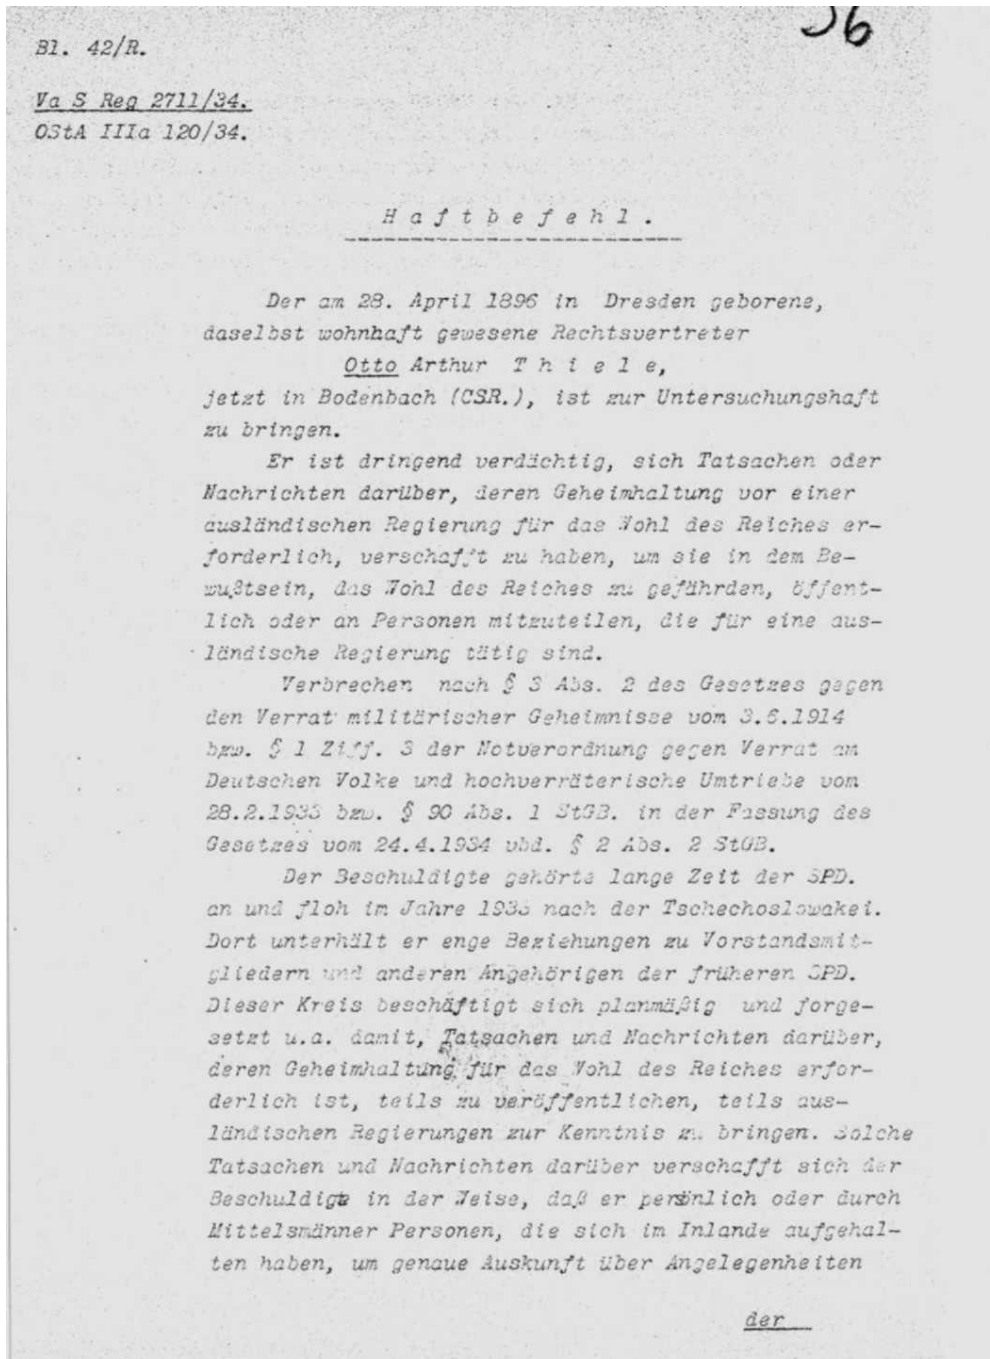 56
Bl. 42/R.
Va S Reg 2711/34.
OStA IIIa 120/34.
H a f t b e f e h l .
Der am 28. April 1896 in Dresden geborene,
daselbst wohnhaft gewesene Rechtsvertreter
Otto Arthur T h i e l e,
jetzt in Bodenbach (CSR.), ist zur Untersuchungshaft
zu bringen.
Er ist dringend verdächtig, sich Tatsachen oder
Nachrichten darüber, deren Geheimhaltung vor einer
ausländischen Regierung für das Wohl des Reiches er-
forderlich, verschafft zu haben, um sie in dem Be-
wußtsein, das Wohl des Reiches zu gefährden, öffent-
lich oder an Personen mitzuteilen, die für eine aus-
ländische Regierung tätig sind.
Verbrechen nach § 3 Abs. 2 des Gesetzes gegen
den Verrat militärischer Geheimnisse vom 3.6.1914
bzw. § 1 Ziff. 3 der Notverordnung gegen Verrat am
Deutschen Volke und hochverräterische Umtriebe vom
28.2.1933 bzw. § 90 Abs. 1 StGB. in der Fassung des
Gesetzes vom 24.4.1934 vbd. § 2 Abs. 2 StGB.
Der Beschuldigte gehörte lange Zeit der SPD.
an und floh im Jahre 1933 nach der Tschechoslowakei.
Dort unterhält er enge Beziehungen zu Vorstandsmit-
gliedern und anderen Angehörigen der früheren SPD.
Dieser Kreis beschäftigt sich planmäßig und forge-
setzt u.a. damit, Tatsachen und Nachrichten darüber,
deren Geheimhaltung für das Wohl des Reiches erfor-
derlich ist, teils zu veröffentlichen, teils aus-
ländischen Regierungen zur Kenntnis zu bringen. Solche
Tatsachen und Nachrichten darüber verschafft sich der
Beschuldigte in der Weise, daß er persönlich oder durch
Mittelsmänner Personen, die sich im Inlande aufgehal-
ten haben, um genaue Auskunft über Angelegenheiten
der